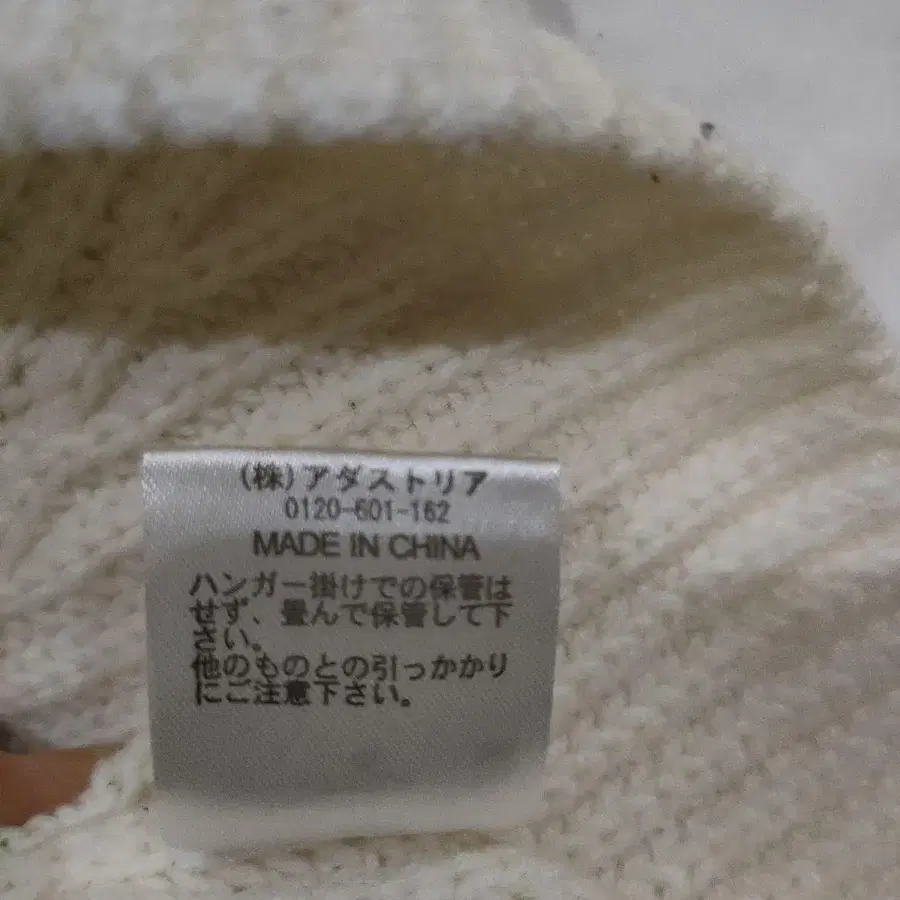 (株)アダストリア
0120-601-162
MADE IN CHINA
ハンガー掛けでの保管は
せず、畳んで保管して下
さい。
他のものとの引っかかり
にご注意下さい。